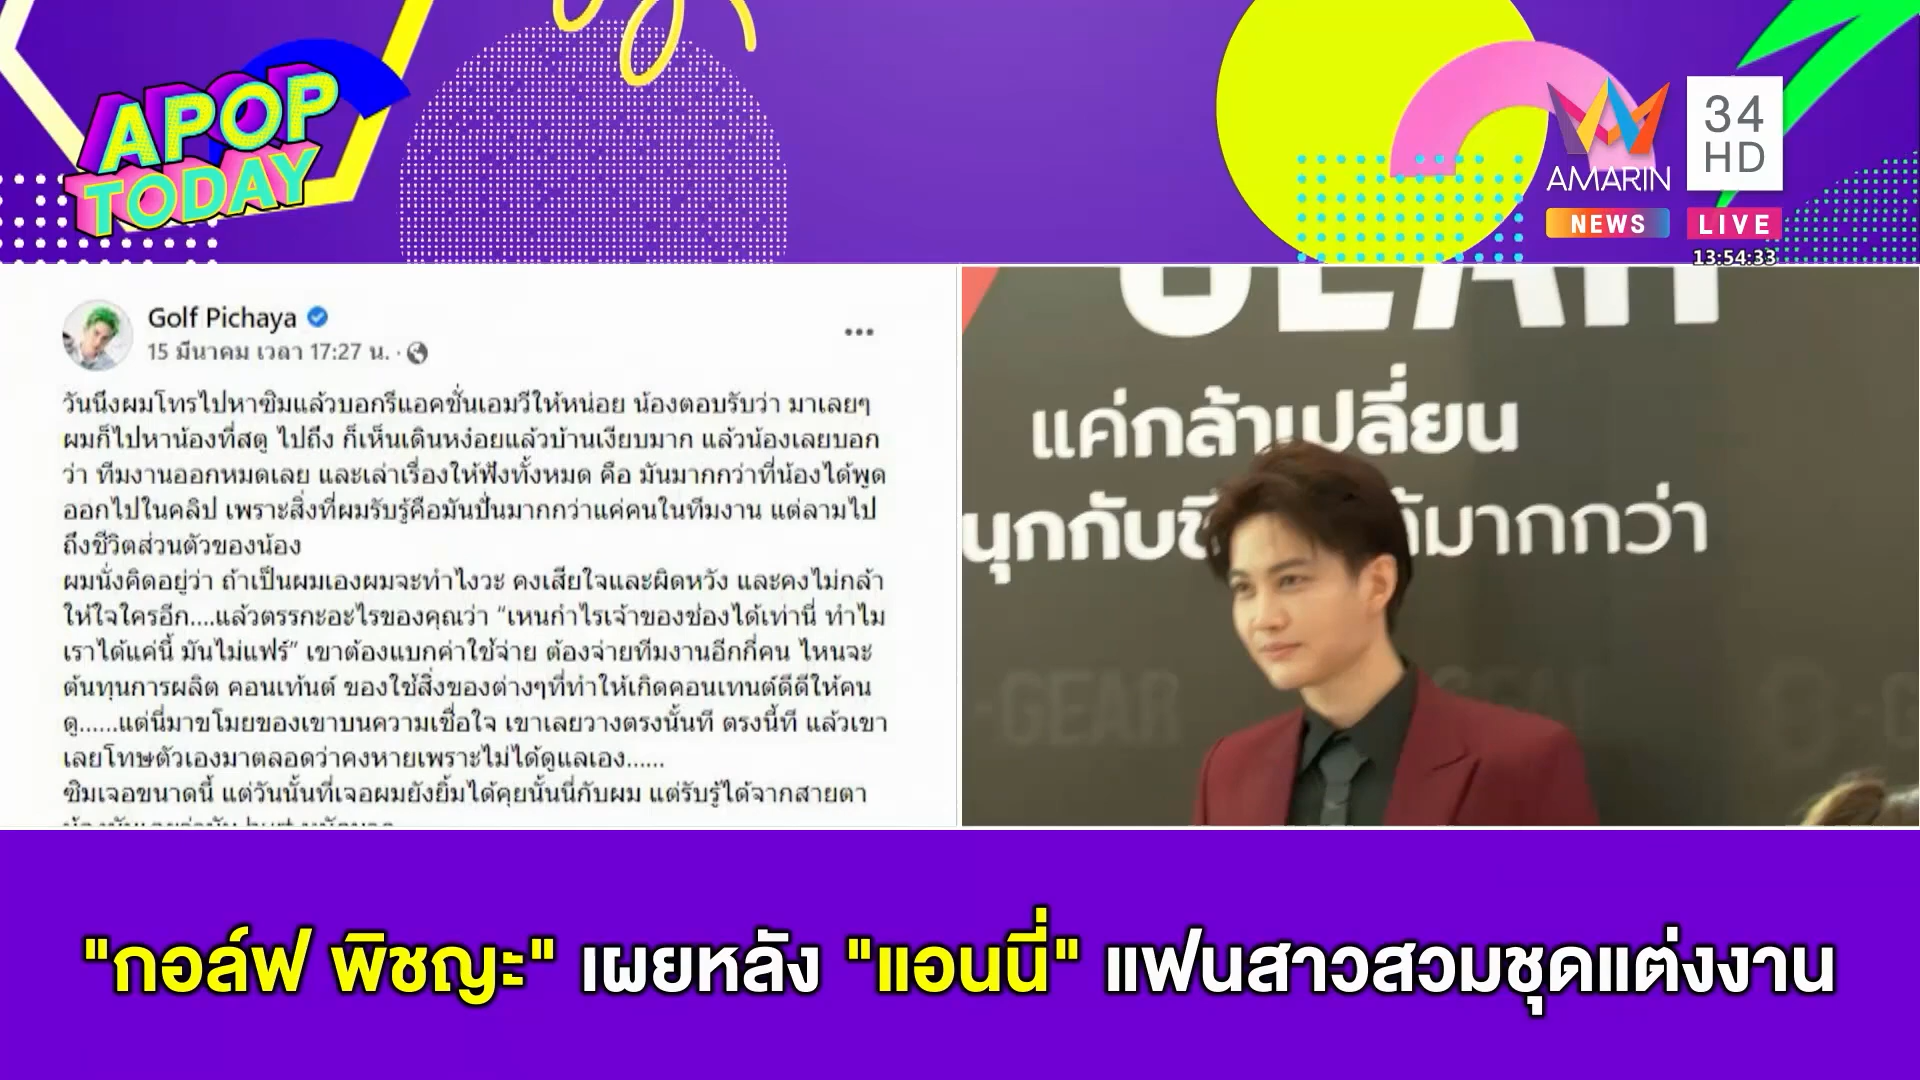 APOP
TODAY
AMARIN
NEWS
34
HD
LIVE
13:54:33
Golf Pichaya
15 มีนาคม เวลา 17:27 น.
วันนึงผมโทรไปหาซิมแล้วบอกรีแอคชั่นเอมวีให้หน่อย น้องตอบรับว่า มาเลยๆ
ผมก็ไปหาน้องที่สตู ไปถึง ก็เห็นเดินหง๋อยแล้วบ้านเงียบมาก แล้วน้องเลยบอก
ว่า ทีมงานออกหมดเลย และเล่าเรื่องให้ฟังทั้งหมด คือ มันมากกว่าที่น้องได้พูด
ออกไปในคลิป เพราะสิ่งที่ผมรับรู้คือมันปั่นมากกว่าแค่คนในทีมงาน แต่ลามไป
ถึงชีวิตส่วนตัวของน้อง
ผมนั่งคิดอยู่ว่า ถ้าเป็นผมเองผมจะทำไงวะ คงเสียใจและผิดหวัง และคงไม่กล้า
ให้ใจใครอีก....แล้วตรรกะอะไรของคุณว่า “เหนกำไรเจ้าของช่องได้เท่านี่ ทำไม
เราได้แค่นี้ มันไม่แฟร์” เขาต้องแบกค่าใช้จ่าย ต้องจ่ายทีมงานอีกกี่คน ไหนจะ
ต้นทุนการผลิต คอนเท้นต์ ของใช้สิ่งของต่างๆที่ทำให้เกิดคอนเทนต์ดีดีให้คน
ดู......แต่นี่มาขโมยของเขาบนความเชื่อใจ เขาเลยวางตรงนั้นที ตรงนี้ที แล้วเขา
เลยโทษตัวเองมาตลอดว่าคงหายเพราะไม่ได้ดูแลเอง......
ซิมเจอขนาดนี้ แต่วันนั้นที่เจอผมยังยิ้มได้คุยนั้นนี่กับผม แต่รับรู้ได้จากสายตา
แค่กล้าเปลี่ยน
มากกว่า
-GEAR
"กอล์ฟ พิชญะ" เผยหลัง "แอนนี่" แฟนสาวสวมชุดแต่งงาน